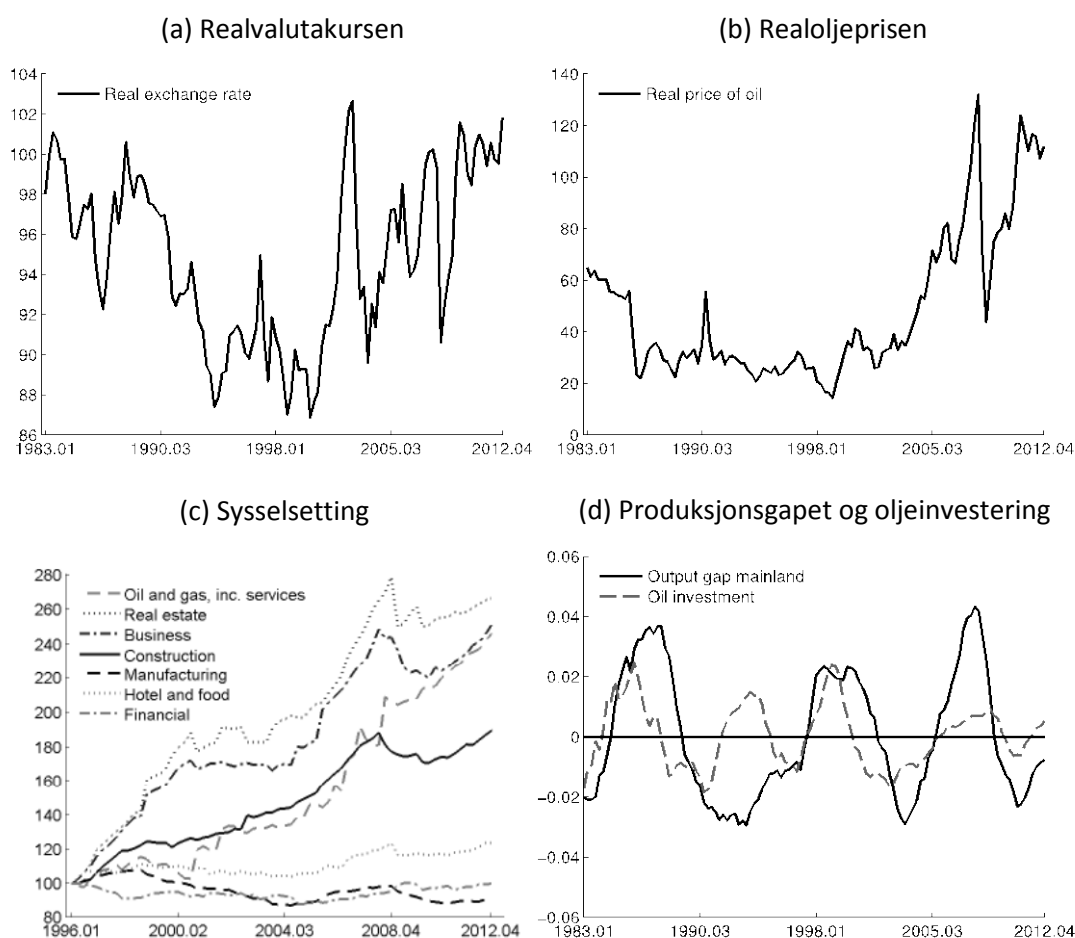 (a) Realvalutakursen
104
102
100
98
96
94
92
90
88
86
Real exchange rate
1983.01 1990.03 1998.01 2005.03 2012.04
(b) Realoljeprisen
140
120
100
80
60
40
20
0
Real price of oil
1983.01 1990.03 1998.01 2005.03 2012.04
(c) Sysselsetting
280
260
240
220
200
180
160
140
120
100
80
Oil and gas, inc. services
Real estate
Business
Construction
Manufacturing
Hotel and food
Financial
1996.01 2000.02 2004.03 2008.04 2012.04
(d) Produksjonsgapet og oljeinvestering
0.06
0.04
0.02
0
−0.02
−0.04
−0.06
Output gap mainland
Oil investment
1983.01 1990.03 1998.01 2005.03 2012.04